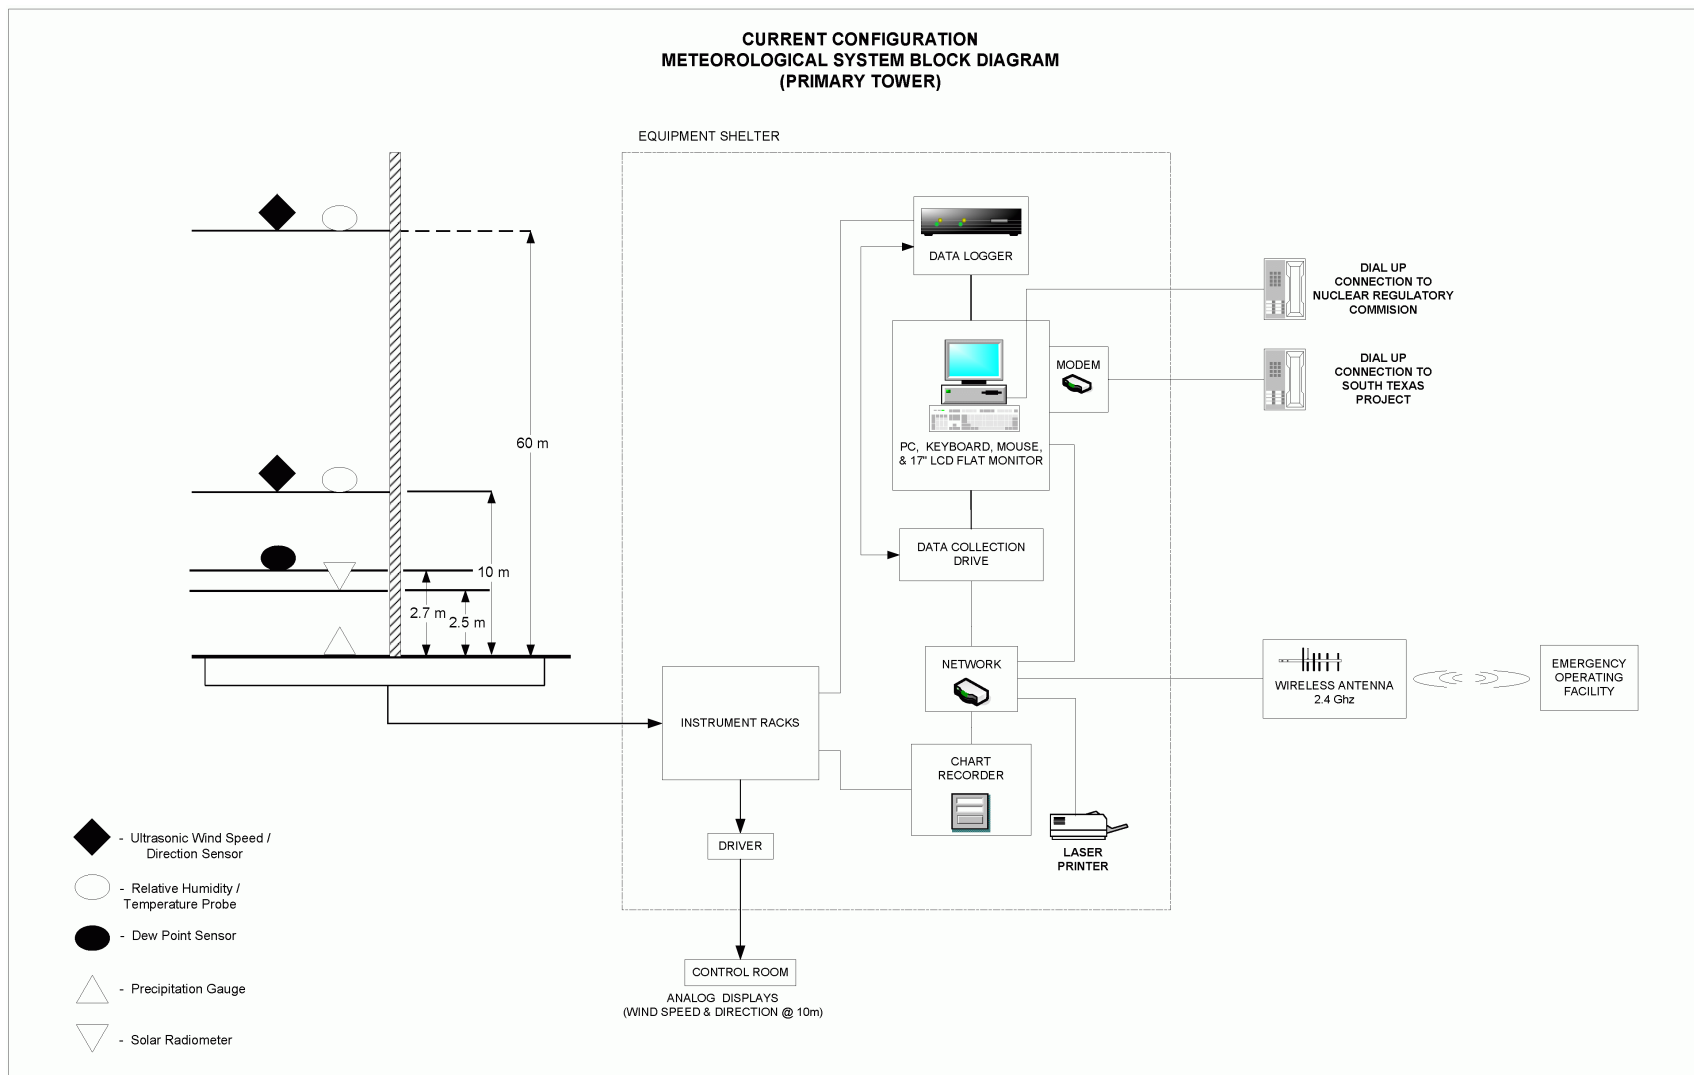 CURRENT CONFIGURATION
METEOROLOGICAL SYSTEM BLOCK DIAGRAM
(PRIMARY TOWER)
EQUIPMENT SHELTER
DATA LOGGER
DIAL UP
CONNECTION TO
NUCLEAR REGULATORY
COMMISION
MODEM
DIAL UP
CONNECTION TO
SOUTH TEXAS
PROJECT
60 m
PC, KEYBOARD, MOUSE,
& 17" LCD FLAT MONITOR
DATA COLLECTION
DRIVE
10 m
2.7 m
2.5 m
NETWORK
WIRELESS ANTENNA
2.4 Ghz
EMERGENCY
OPERATING
FACILITY
INSTRUMENT RACKS
CHART
RECORDER
DRIVER
LASER
PRINTER
CONTROL ROOM
ANALOG DISPLAYS
(WIND SPEED & DIRECTION @ 10m)
- Ultrasonic Wind Speed /
Direction Sensor
- Relative Humidity /
Temperature Probe
- Dew Point Sensor
- Precipitation Gauge
- Solar Radiometer